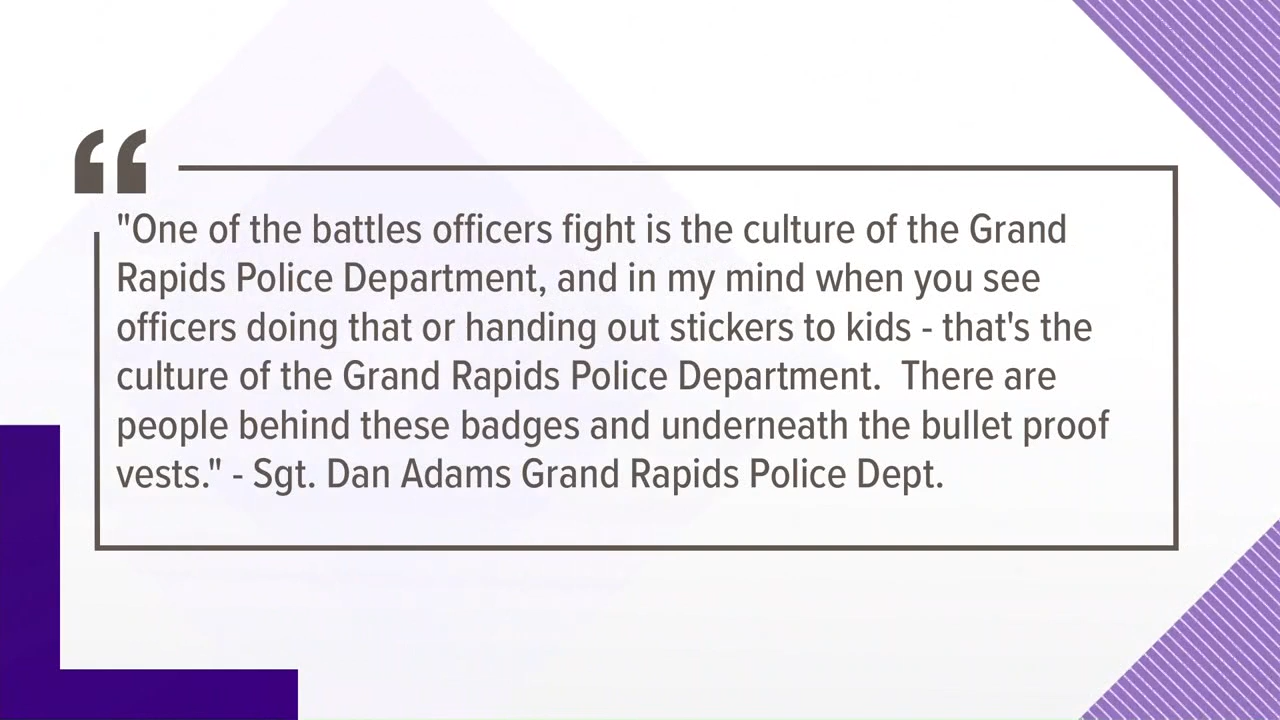 "One of the battles officers fight is the culture of the Grand
Rapids Police Department, and in my mind when you see
officers doing that or handing out stickers to kids - that's the
culture of the Grand Rapids Police Department.  There are
people behind these badges and underneath the bullet proof
vests." - Sgt. Dan Adams Grand Rapids Police Dept.